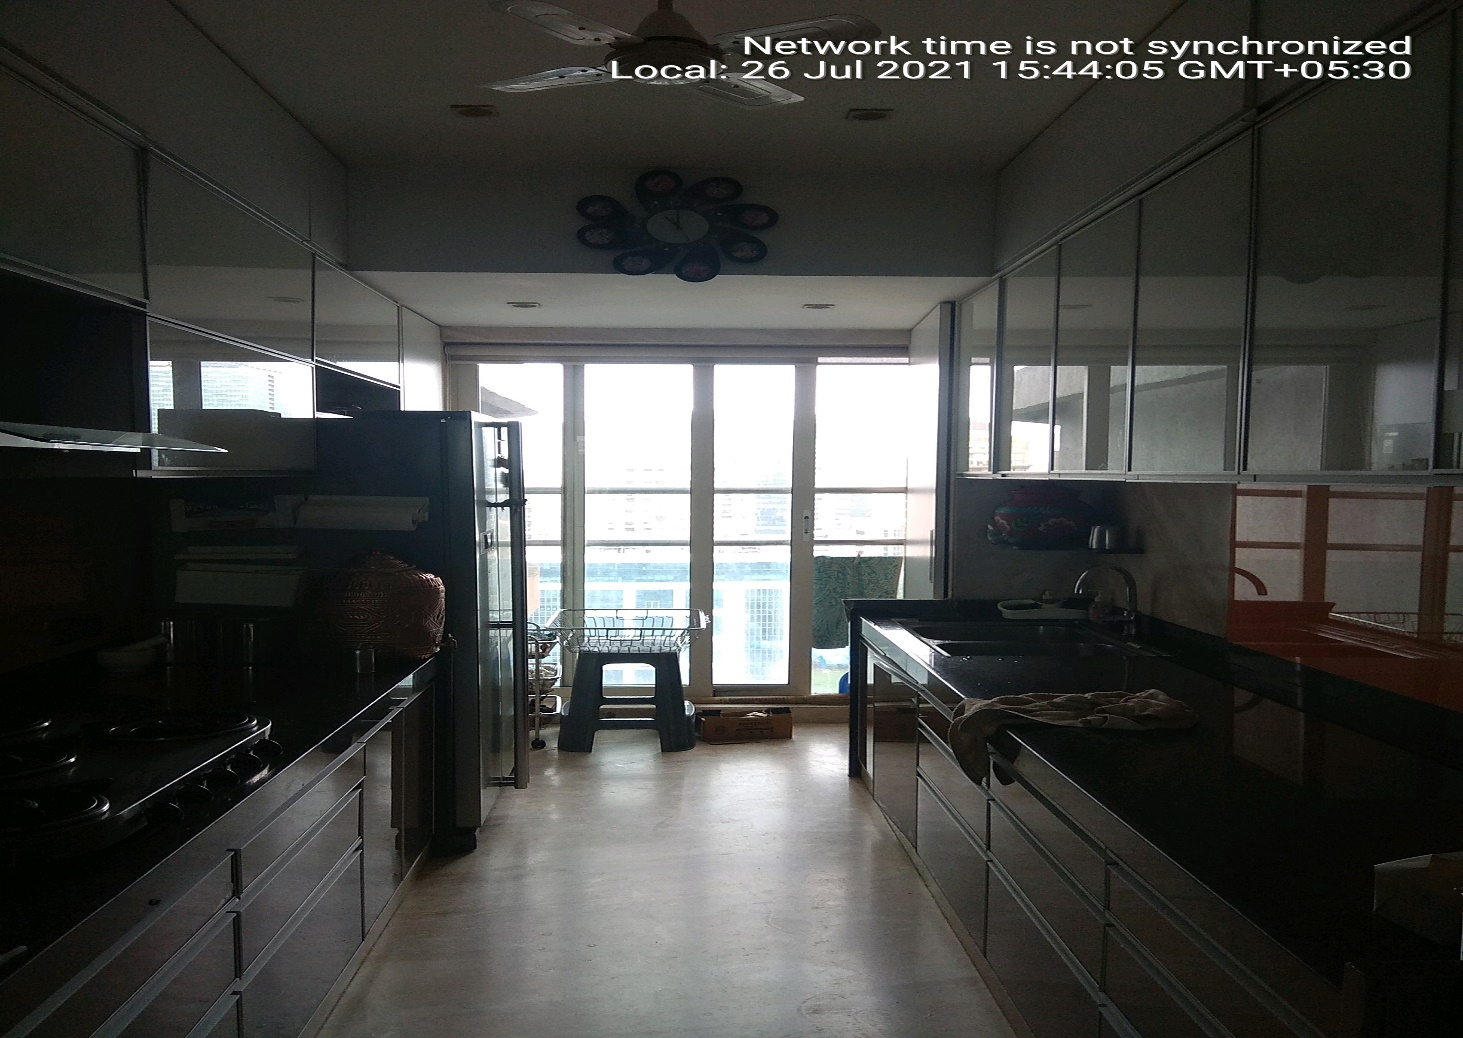 Network time is not synchronized
Local: 26 Jul 2021 15:44:05 GMT+05:30